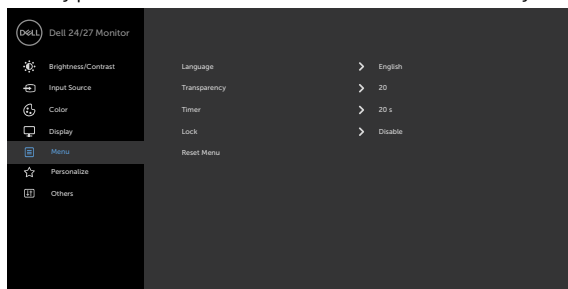 DELL Dell 24/27 Monitor
Brightness/Contrast
Language English
Input Source
Transparency 20
Color
Timer 20 s
Display
Lock Disable
Menu
Reset Menu
Personalize
Others